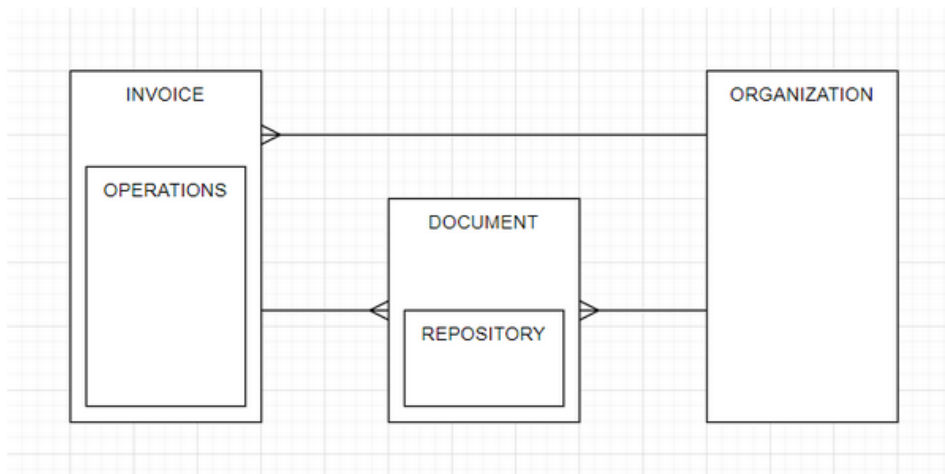 INVOICE
ORGANIZATION
OPERATIONS
DOCUMENT
REPOSITORY